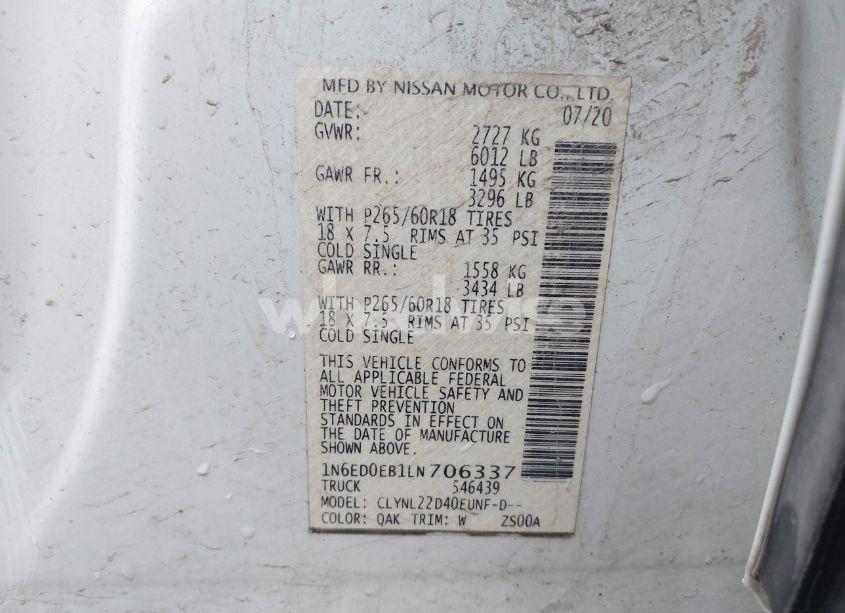 MFD BY NISSAN MOTOR CO., LTD.
DATE: 07/20
GVWR: 2727 KG
6012 LB
GAWR FR.: 1495 KG
3296 LB
WITH P265/60R18 TIRES
18 X 7.5 RIMS AT 35 PSI
COLD SINGLE
GAWR RR.: 1558 KG
3434 LB
WITH P265/60R18 TIRES
18 X 7.5 RIMS AT 35 PSI
COLD SINGLE
THIS VEHICLE CONFORMS TO
ALL APPLICABLE FEDERAL
MOTOR VEHICLE SAFETY AND
THEFT PREVENTION
STANDARDS IN EFFECT ON
THE DATE OF MANUFACTURE
SHOWN ABOVE.
1N6ED0EB1LN706337
TRUCK 546439
MODEL: CLYNL22D40EUNF-D--
COLOR: QAK TRIM: W ZS00A